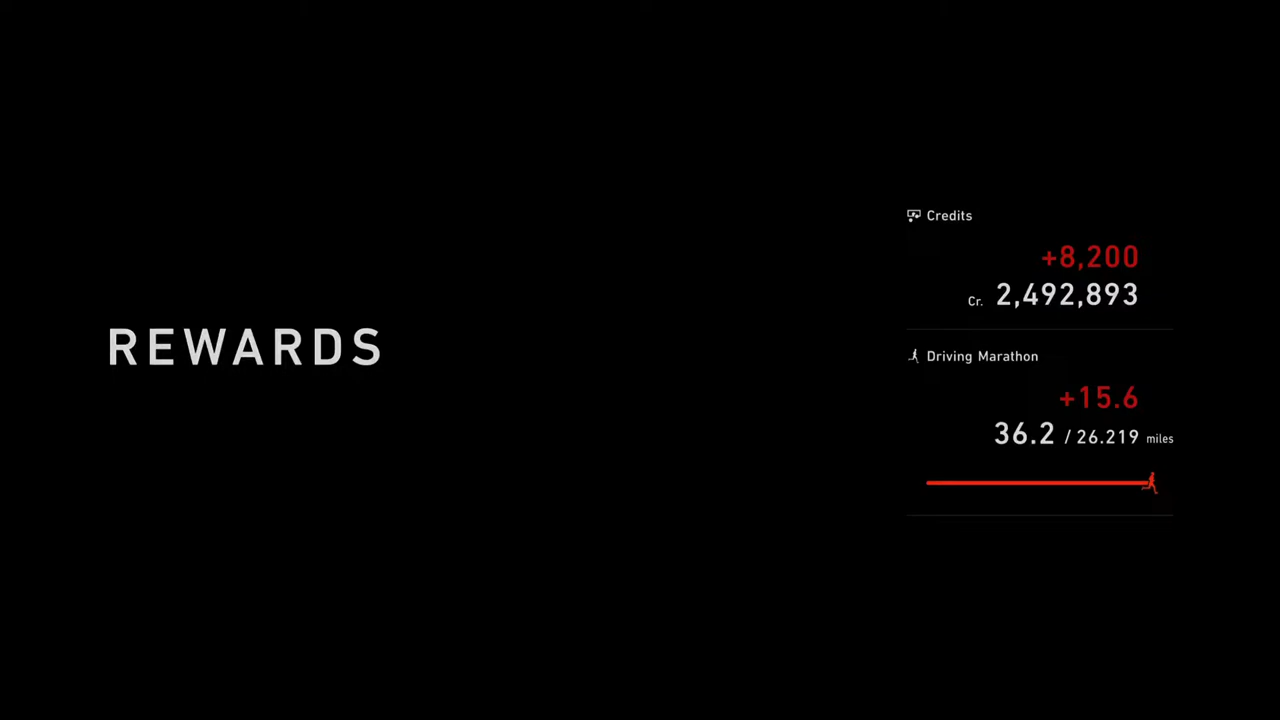 REWARDS
Credits
+8,200
Cr. 2,492,893
Driving Marathon
+15.6
36.2 / 26.219 miles